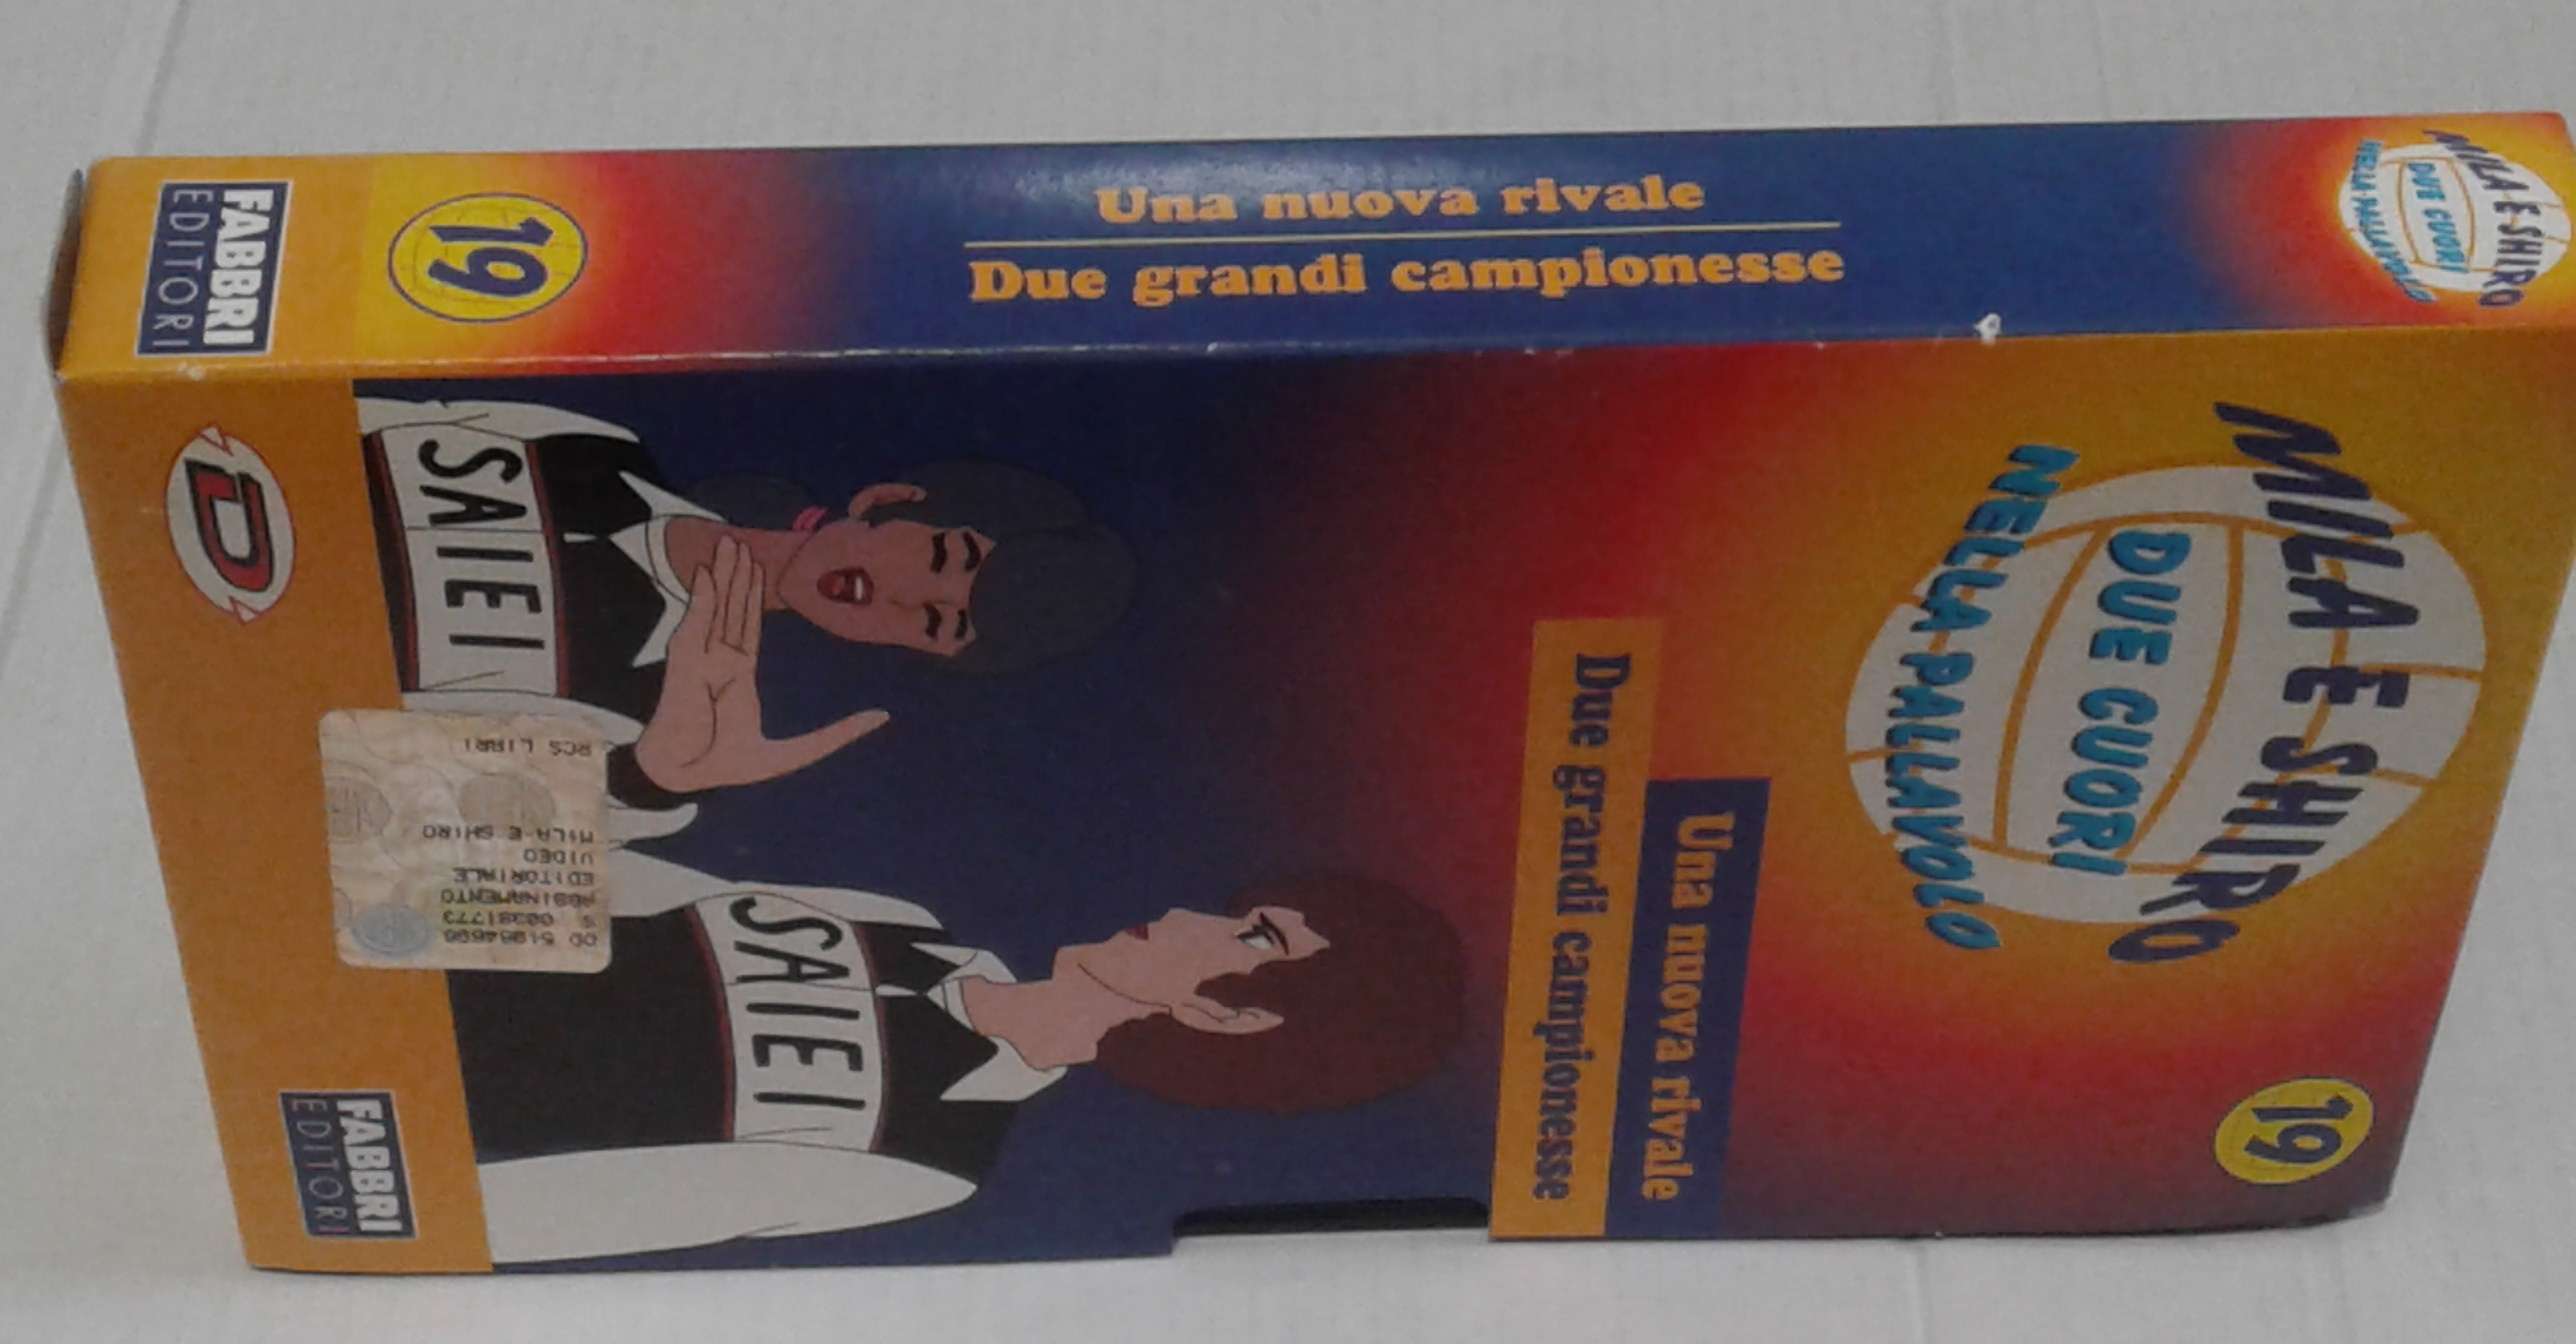 FABBRI
EDITORI
19
Una nuova rivale
Due grandi campionesse
MILA E SHIRO
DUE CUORI
NELLA PALLAVOLO
MILA E SHIRO
DUE CUORI
NELLA PALLAVOLO
19
Una nuova rivale
Due grandi campionesse
SAIEI
SAIEI
D
RCS LIBRI
MILA E SHIRO
VIDEO
EDITORIALE
ABBINAMENTO
FABBRI
EDITORI